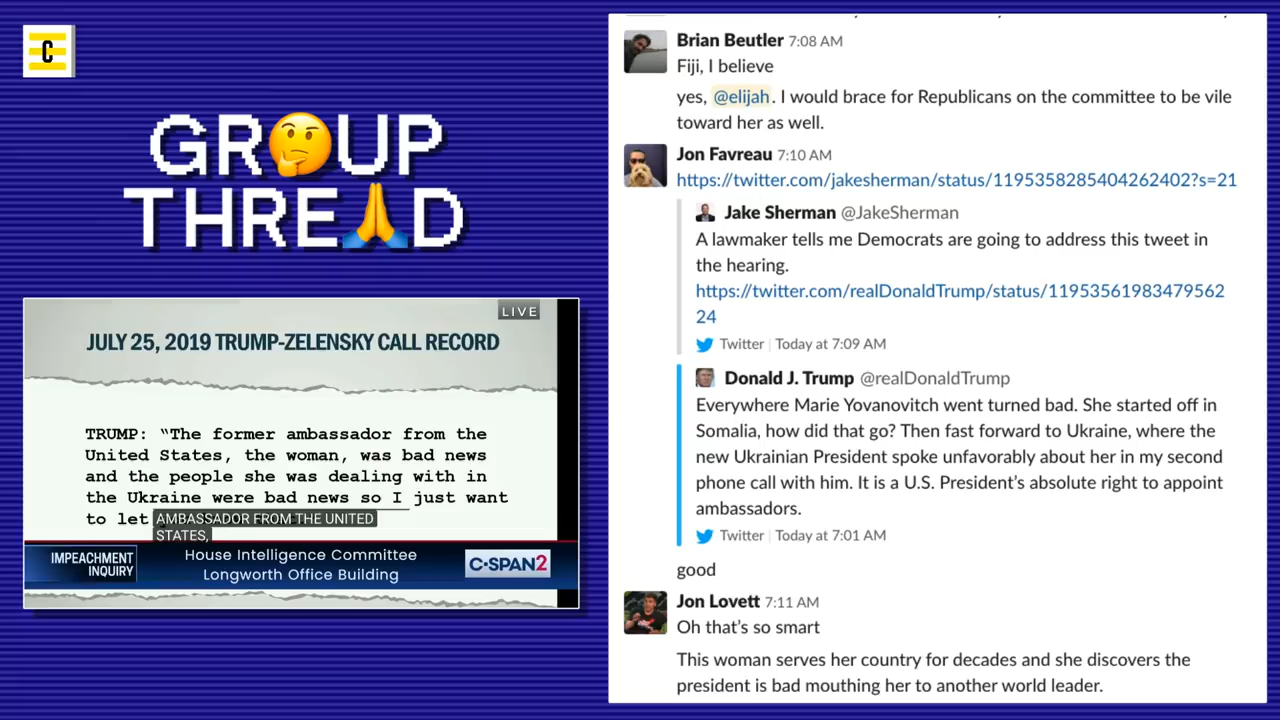 C
GR🤔UP
THRE🙏D
LIVE
JULY 25, 2019 TRUMP-ZELENSKY CALL RECORD
TRUMP: “The former ambassador from the
United States, the woman, was bad news
and the people she was dealing with in
the Ukraine were bad news so I just want
to let
AMBASSADOR FROM THE UNITED
STATES,
IMPEACHMENT
INQUIRY
House Intelligence Committee
Longworth Office Building
C-SPAN2
Brian Beutler 7:08 AM
Fiji, I believe
yes, @elijah. I would brace for Republicans on the committee to be vile
toward her as well.
Jon Favreau 7:10 AM
https://twitter.com/jakesherman/status/1195358285404262402?s=21
Jake Sherman @JakeSherman
A lawmaker tells me Democrats are going to address this tweet in
the hearing.
https://twitter.com/realDonaldTrump/status/11953561983479562
24
Twitter | Today at 7:09 AM
Donald J. Trump @realDonaldTrump
Everywhere Marie Yovanovitch went turned bad. She started off in
Somalia, how did that go? Then fast forward to Ukraine, where the
new Ukrainian President spoke unfavorably about her in my second
phone call with him. It is a U.S. President’s absolute right to appoint
ambassadors.
Twitter | Today at 7:01 AM
good
Jon Lovett 7:11 AM
Oh that’s so smart
This woman serves her country for decades and she discovers the
president is bad mouthing her to another world leader.